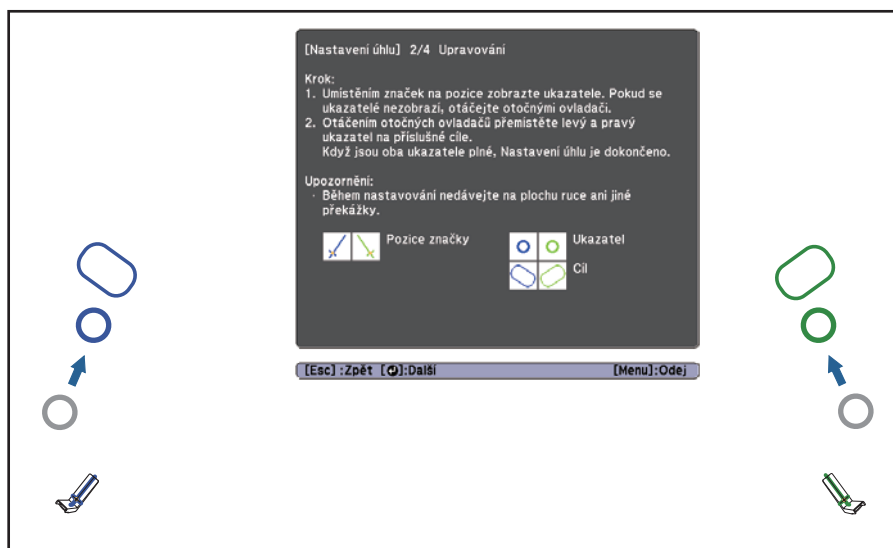 [Nastavení úhlu] 2/4 Upravování
Krok:
1. Umístěním značek na pozice zobrazte ukazatele. Pokud se
ukazatelé nezobrazí, otáčejte otočnými ovladači.
2. Otáčením otočných ovladačů přemístěte levý a pravý
ukazatel na příslušné cíle.
Když jsou oba ukazatele plné, Nastavení úhlu je dokončeno.
Upozornění:
· Během nastavování nedávejte na plochu ruce ani jiné
překážky.
Pozice značky
Ukazatel
Cíl
[Esc] :Zpět [⏎]:Další [Menu]:Odej